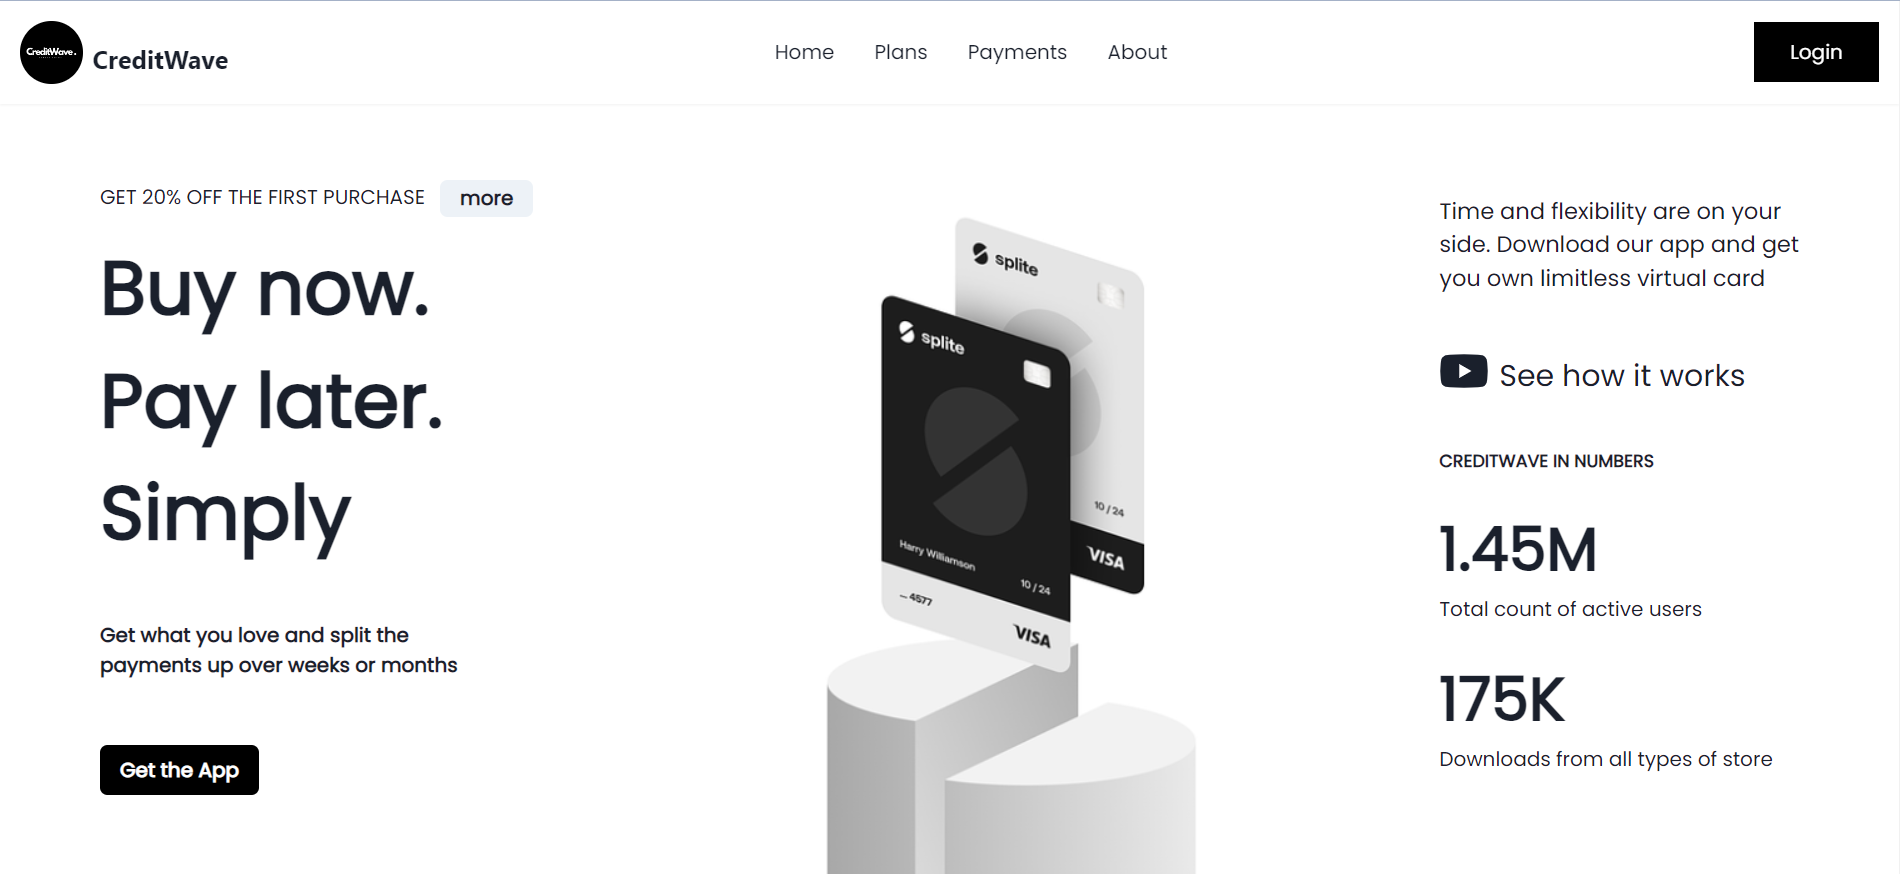 CreditWave.
CreditWave
Home
Plans
Payments
About
Login
GET 20% OFF THE FIRST PURCHASE
more
Buy now.
Pay later.
Simply
Get what you love and split the
payments up over weeks or months
Get the App
splite
10 / 24
VISA
splite
Harry Williamson
10 / 24
_ 4577
VISA
Time and flexibility are on your
side. Download our app and get
you own limitless virtual card
See how it works
CREDITWAVE IN NUMBERS
1.45M
Total count of active users
175K
Downloads from all types of store